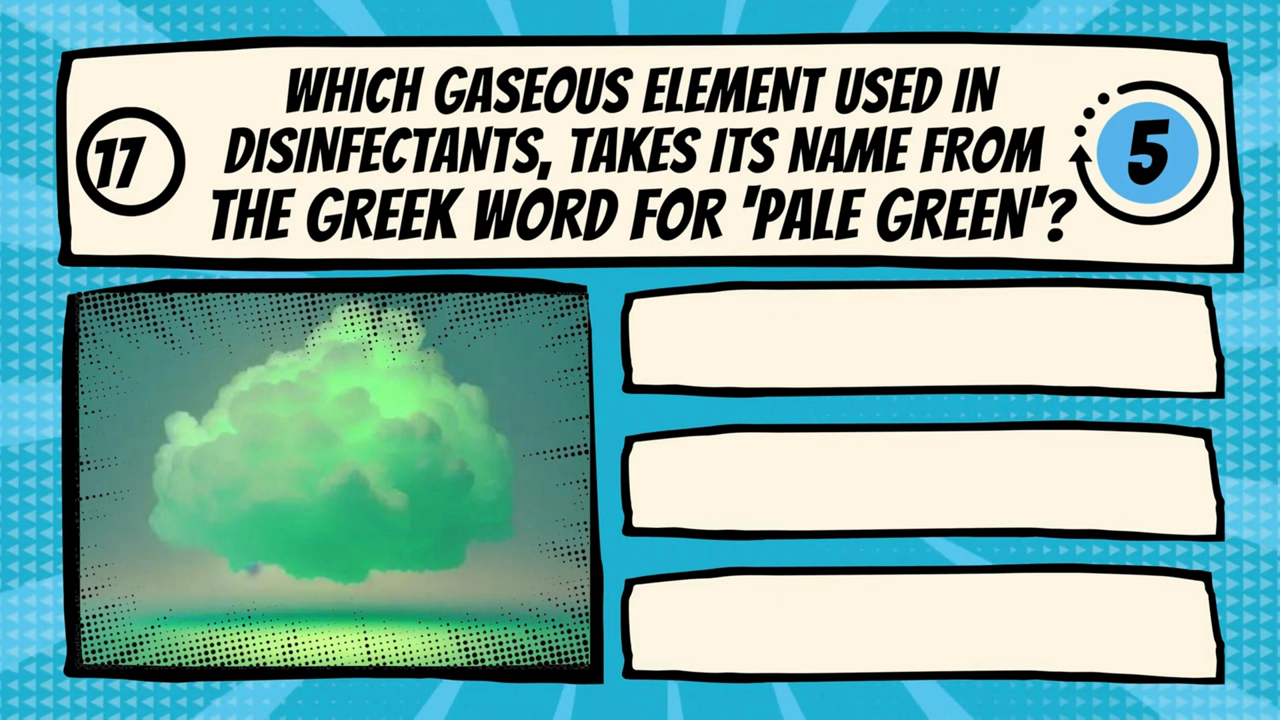 WHICH GASEOUS ELEMENT USED IN
17
DISINFECTANTS, TAKES ITS NAME FROM
5
THE GREEK WORD FOR 'PALE GREEN'?